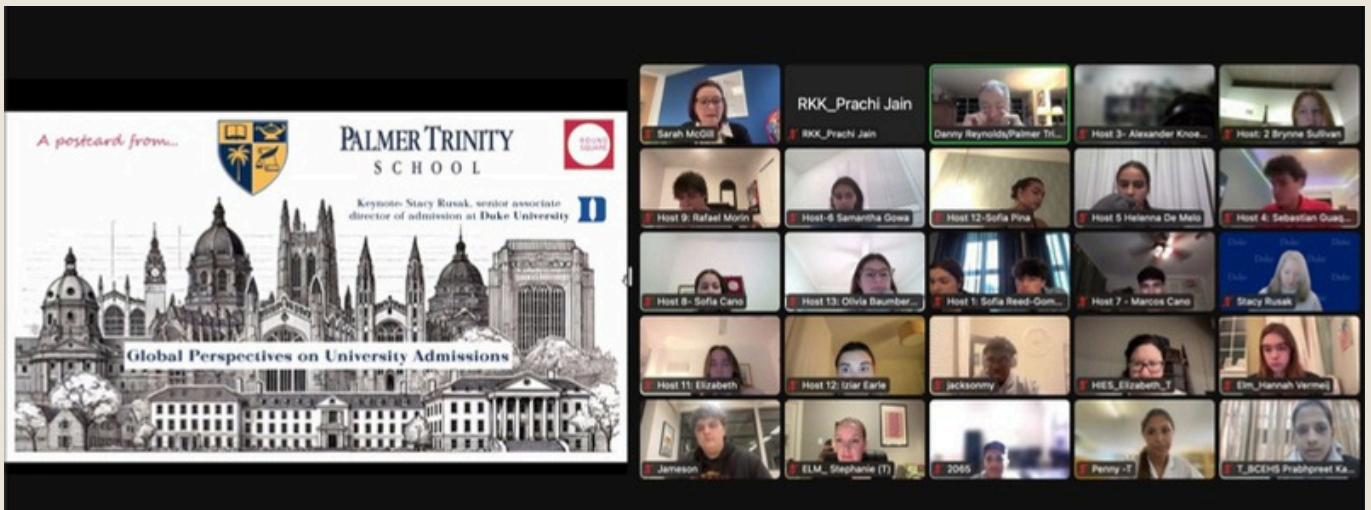 A postcard from...
PALMER TRINITY
SCHOOL
ROUND
SQUARE
Keynote: Stacy Rusak, senior associate
director of admission at Duke University
D
Global Perspectives on University Admissions
Sarah McGill
RKK_Prachi Jain
RKK_Prachi Jain
Danny Reynolds/Palmer Tri...
Host 3- Alexander Knoe...
Host: 2 Brynne Sullivan
Host 9: Rafael Morin
Host-6 Samantha Gowa
Host 12-Sofia Pina
Host 5 Helenna De Melo
Host 4: Sebastian Guaq...
Host 8- Sofia Cano
Host 13: Olivia Baumber...
Host 1: Sofia Reed-Gom...
Host 7 - Marcos Cano
Duke
Duke
Duke
Duke
Stacy Rusak
Host 11: Elizabeth
Host 12: Iziar Earle
jacksonmy
HIES_Elizabeth_T
Elm_Hannah Vermeij
Jameson
ELM_ Stephanie (T)
2065
Penny -T
T_BCEHS Prabhpreet Ka...